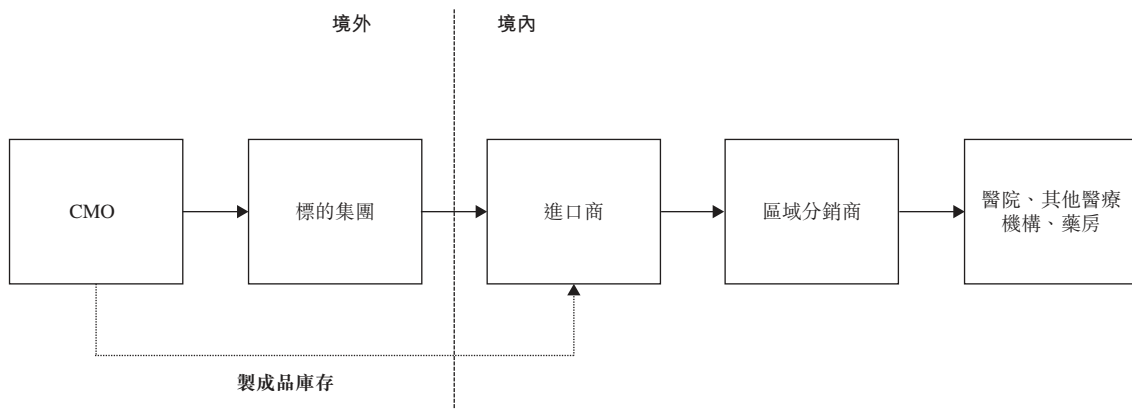 境外
境內
CMO
標的集團
進口商
區域分銷商
醫院、其他醫療
機構、藥房
製成品庫存